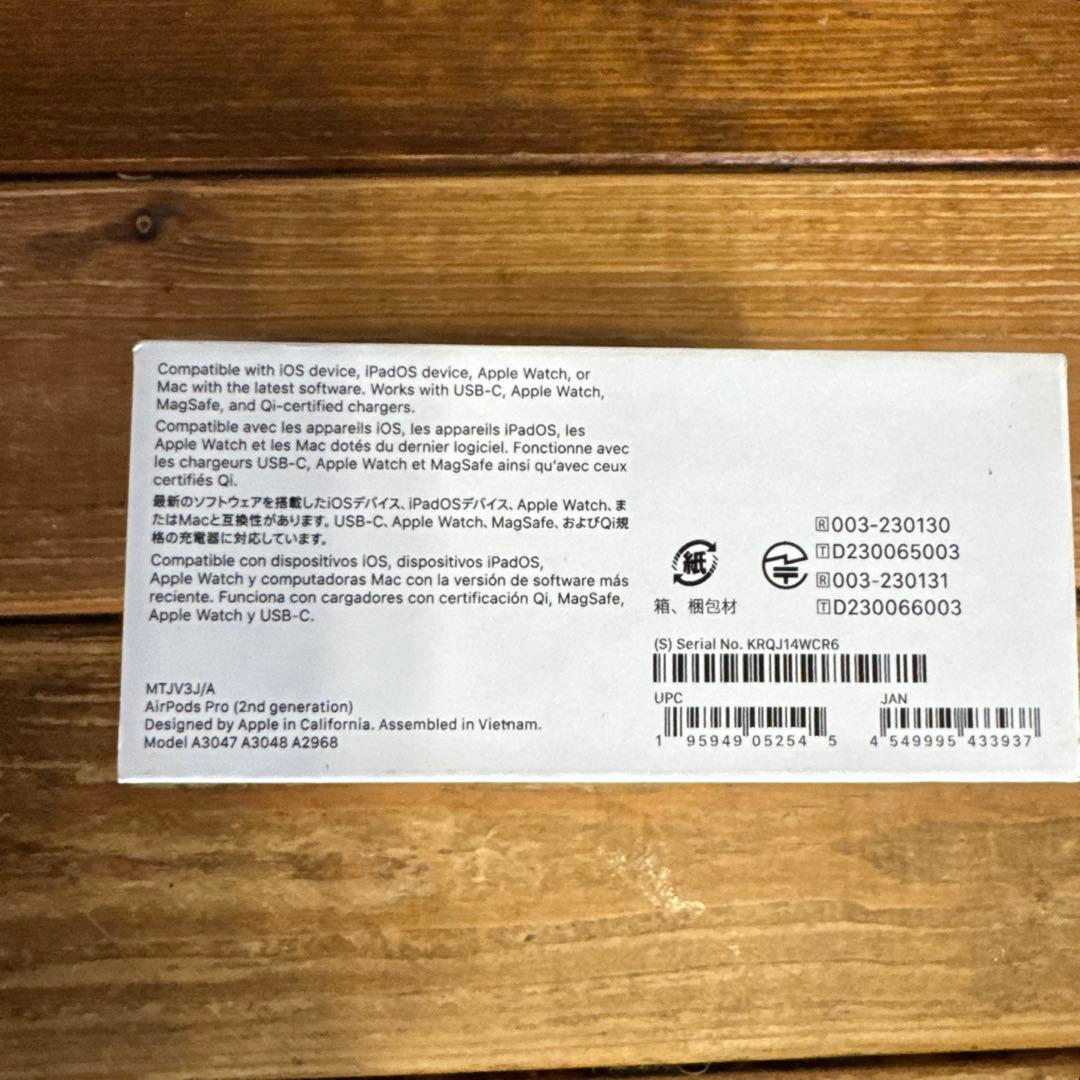 Compatible with iOS device, iPadOS device, Apple Watch, or
Mac with the latest software. Works with USB-C, Apple Watch,
MagSafe, and Qi-certified chargers.
Compatible avec les appareils iOS, les appareils iPadOS, les
Apple Watch et les Mac dotés du dernier logiciel. Fonctionne avec
les chargeurs USB-C, Apple Watch et MagSafe ainsi qu'avec ceux
certifiés Qi.
最新のソフトウェアを搭載したiOSデバイス、iPadOSデバイス、Apple Watch、ま
たはMacと互換性があります。USB-C、Apple Watch、MagSafe、およびQi規
格の充電器に対応しています。
Compatible con dispositivos iOS, dispositivos iPadOS,
Apple Watch y computadoras Mac con la versión de software más
reciente. Funciona con cargadores con certificación Qi, MagSafe,
Apple Watch y USB-C.
MTJV3J/A
AirPods Pro (2nd generation)
Designed by Apple in California. Assembled in Vietnam.
Model A3047 A3048 A2968
紙
箱、梱包材
R 003-230130
T D230065003
R 003-230131
T D230066003
(S) Serial No. KRQJ14WCR6
UPC
1 95949 05254 5
JAN
4 549995 433937